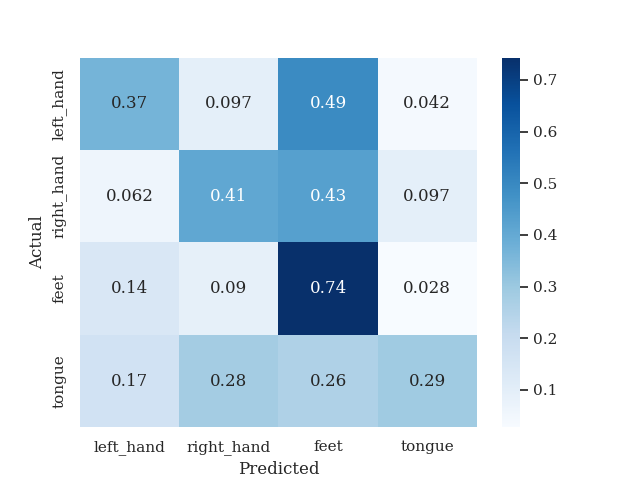 left_hand 0.37 0.097 0.49 0.042
right_hand 0.062 0.41 0.43 0.097
feet 0.14 0.09 0.74 0.028
tongue 0.17 0.28 0.26 0.29
left_hand right_hand feet tongue
Predicted
Actual
0.7
0.6
0.5
0.4
0.3
0.2
0.1